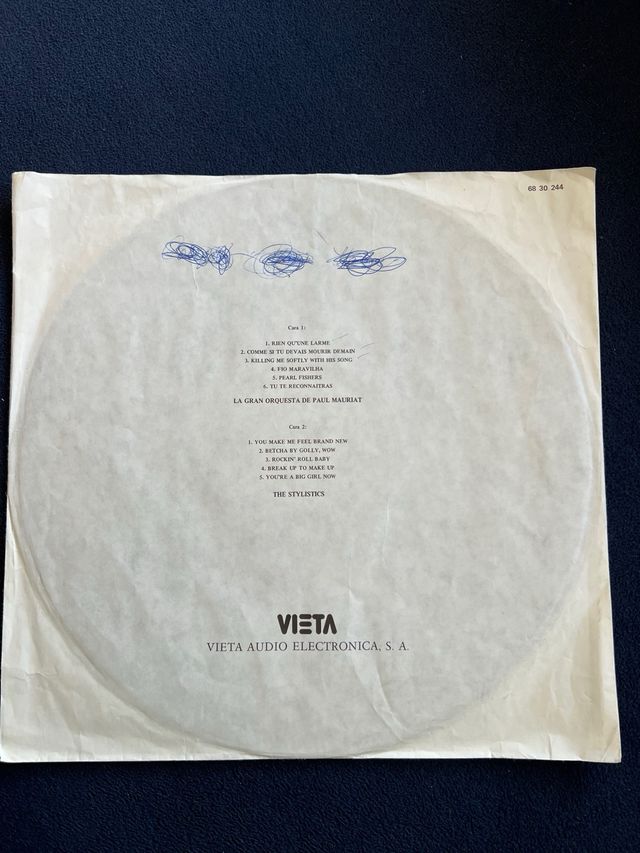 68 30 244
Cara 1:
1. RIEN QU'UNE LARME
2. COMME SI TU DEVAIS MOURIR DEMAIN
3. KILLING ME SOFTLY WITH HIS SONG
4. FIO MARAVILHA
5. PEARL FISHERS
6. TU TE RECONNAITRAS
LA GRAN ORQUESTA DE PAUL MAURIAT
Cara 2:
1. YOU MAKE ME FEEL BRAND NEW
2. BETCHA BY GOLLY, WOW
3. ROCKIN' ROLL BABY
4. BREAK UP TO MAKE UP
5. YOU'RE A BIG GIRL NOW
THE STYLISTICS
VIETA
VIETA AUDIO ELECTRONICA, S. A.